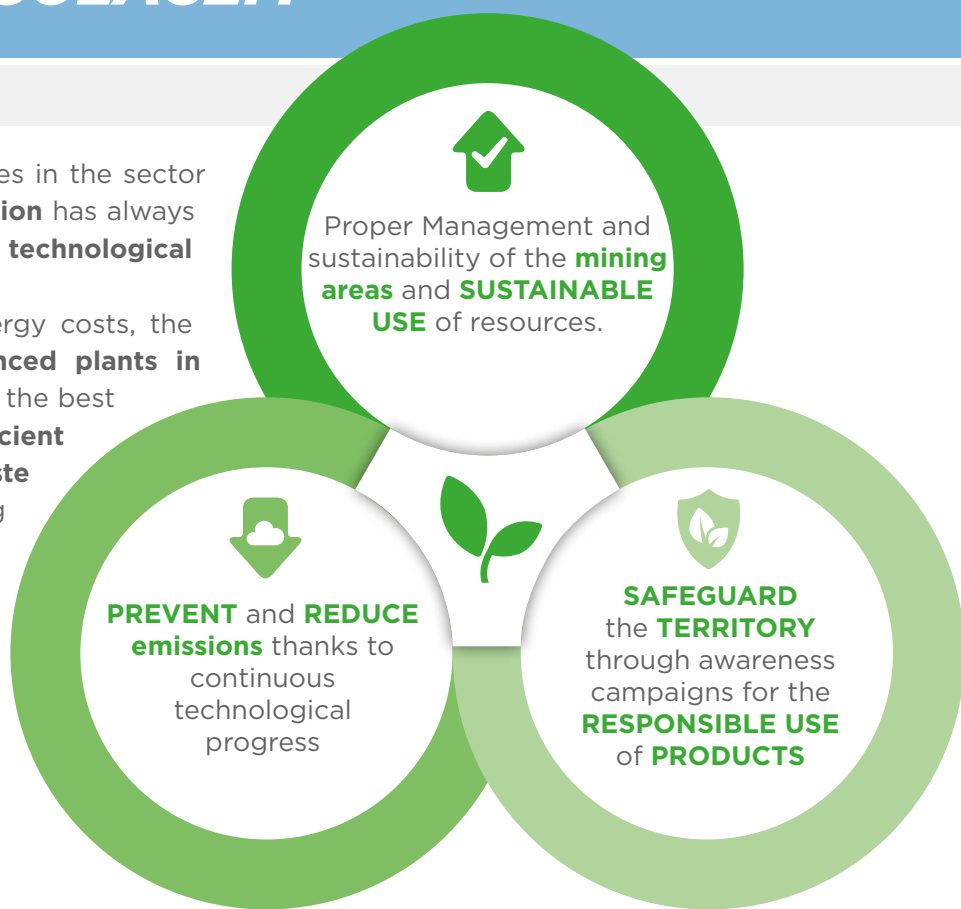 es in the sector
ion has always
technological
ergy costs, the
nced plants in
the best
cient
ste
g
Proper Management and
sustainability of the mining
areas and SUSTAINABLE
USE of resources.
PREVENT and REDUCE
emissions thanks to
continuous
technological
progress
SAFEGUARD
the TERRITORY
through awareness
campaigns for the
RESPONSIBLE USE
of PRODUCTS